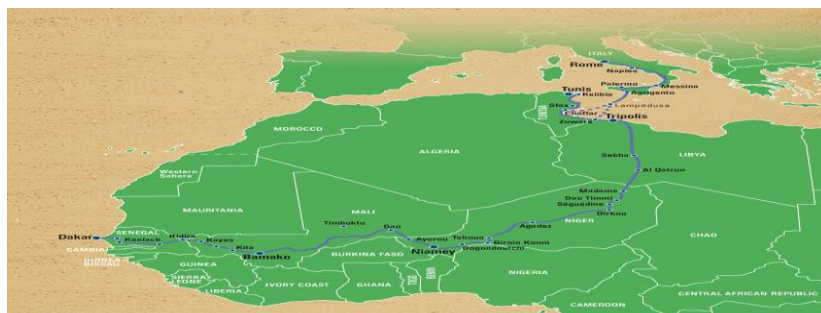 ITALY
Rome
Naples
Palermo
Messina
Agrigento
Tunis
Kelibia
Sfax
Lampedusa
Chaffar
TUNISIA
Zuwara
Tripolis
MOROCCO
ALGERIA
LIBYA
Sebha
Al Qatrun
Western
Sahara
Madama
Dao Timmi
Séguédine
Dirkou
MAURITANIA
MALI
Timbuktu
Gao
Agadez
NIGER
CHAD
Dakar
SENEGAL
Kaolack
Kidira
Kayes
Kita
Bamako
Ayorou
Niamey
Tahoua
Birnin Konni
Dogondoutchi
GAMBIA
GUINEA
BISSAU
GUINEA
BURKINA FASO
SIERRA
LEONE
LIBERIA
IVORY COAST
GHANA
TOGO
BENIN
NIGERIA
CAMEROON
CENTRAL AFRICAN REPUBLIC